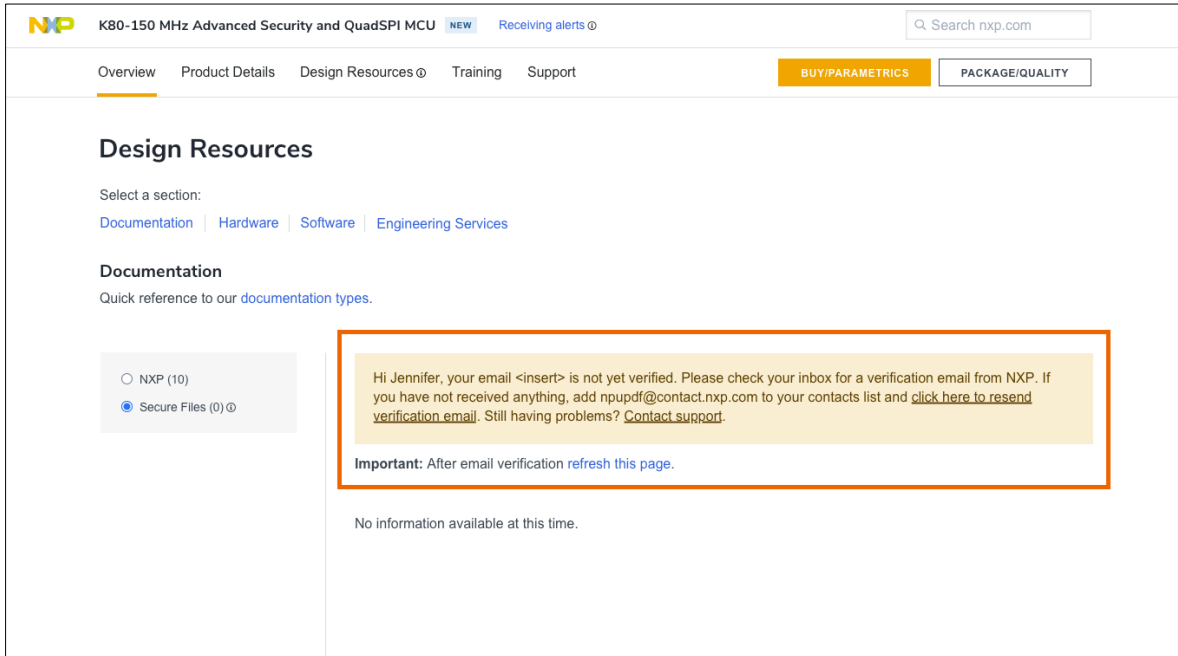 NXP K80-150 MHz Advanced Security and QuadSPI MCU NEW Receiving alerts Search nxp.com
Overview Product Details Design Resources Training Support BUY/PARAMETRICS PACKAGE/QUALITY
Design Resources
Select a section:
Documentation Hardware Software Engineering Services
Documentation
Quick reference to our documentation types.
NXP (10)
Secure Files (0)
Hi Jennifer, your email <insert> is not yet verified. Please check your inbox for a verification email from NXP. If
you have not received anything, add npupdf@contact.nxp.com to your contacts list and click here to resend
verification email. Still having problems? Contact support.
Important: After email verification refresh this page.
No information available at this time.